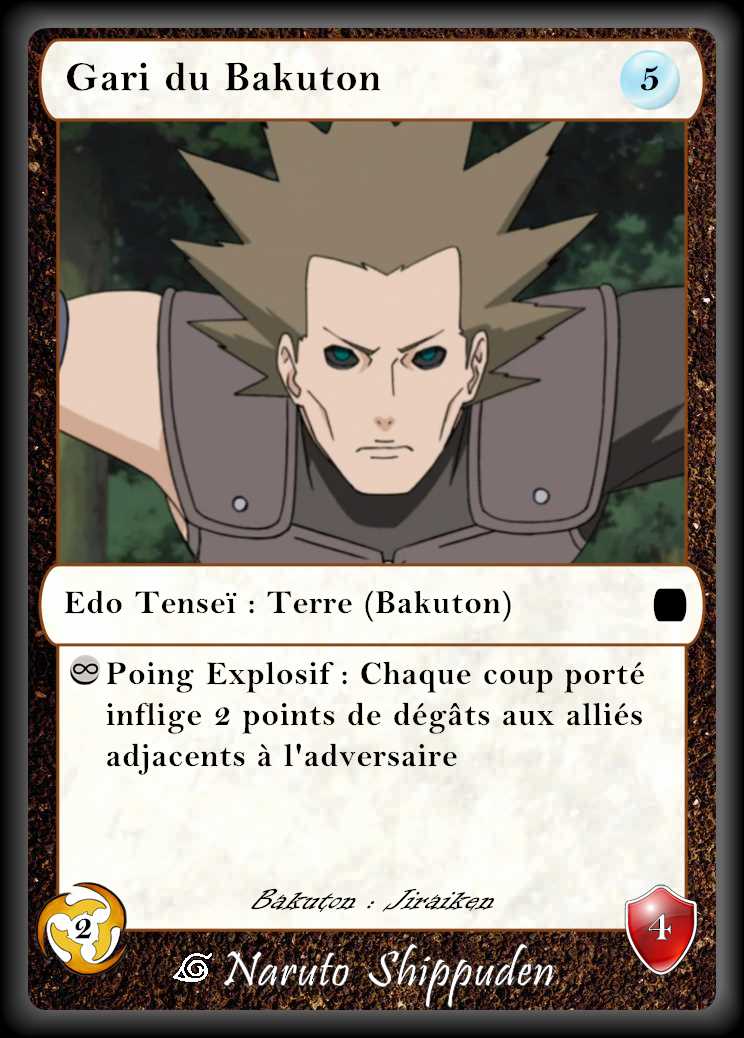 Gari du Bakuton
5
Edo Tenseï : Terre (Bakuton)
Poing Explosif : Chaque coup porté
inflige 2 points de dégâts aux alliés
adjacents à l'adversaire
Bakuton : Jiraiken
2
4
Naruto Shippuden